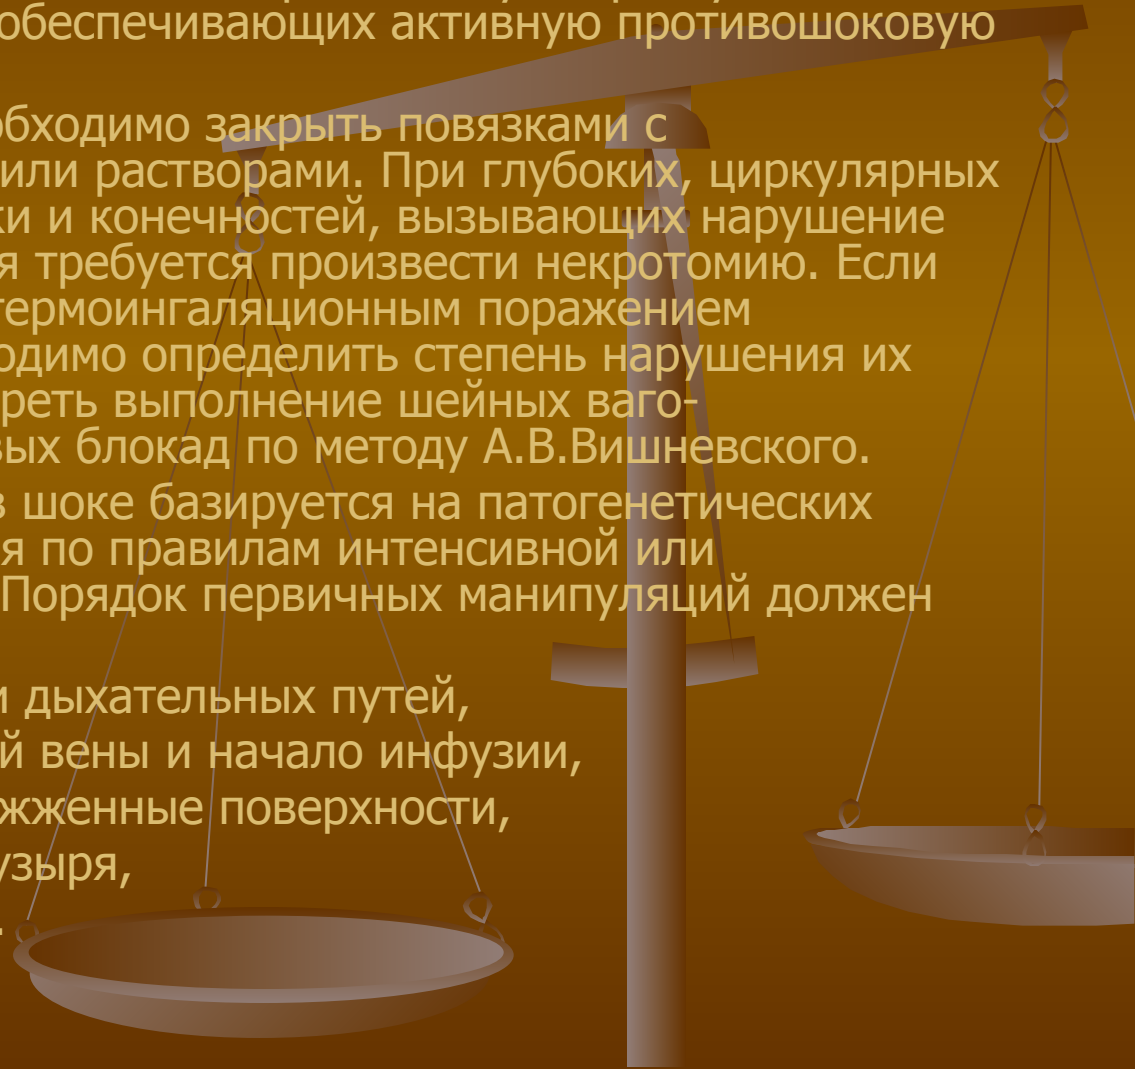 обеспечивающих активную противошоковую
обходимо закрыть повязками с
или растворами. При глубоких, циркулярных
ки и конечностей, вызывающих нарушение
я требуется произвести некротомию. Если
термоингаляционным поражением
одимо определить степень нарушения их
реть выполнение шейных ваго-
вых блокад по методу А.В.Вишневского.
в шоке базируется на патогенетических
я по правилам интенсивной или
Порядок первичных манипуляций должен
и дыхательных путей,
й вены и начало инфузии,
жженные поверхности,
узыря,